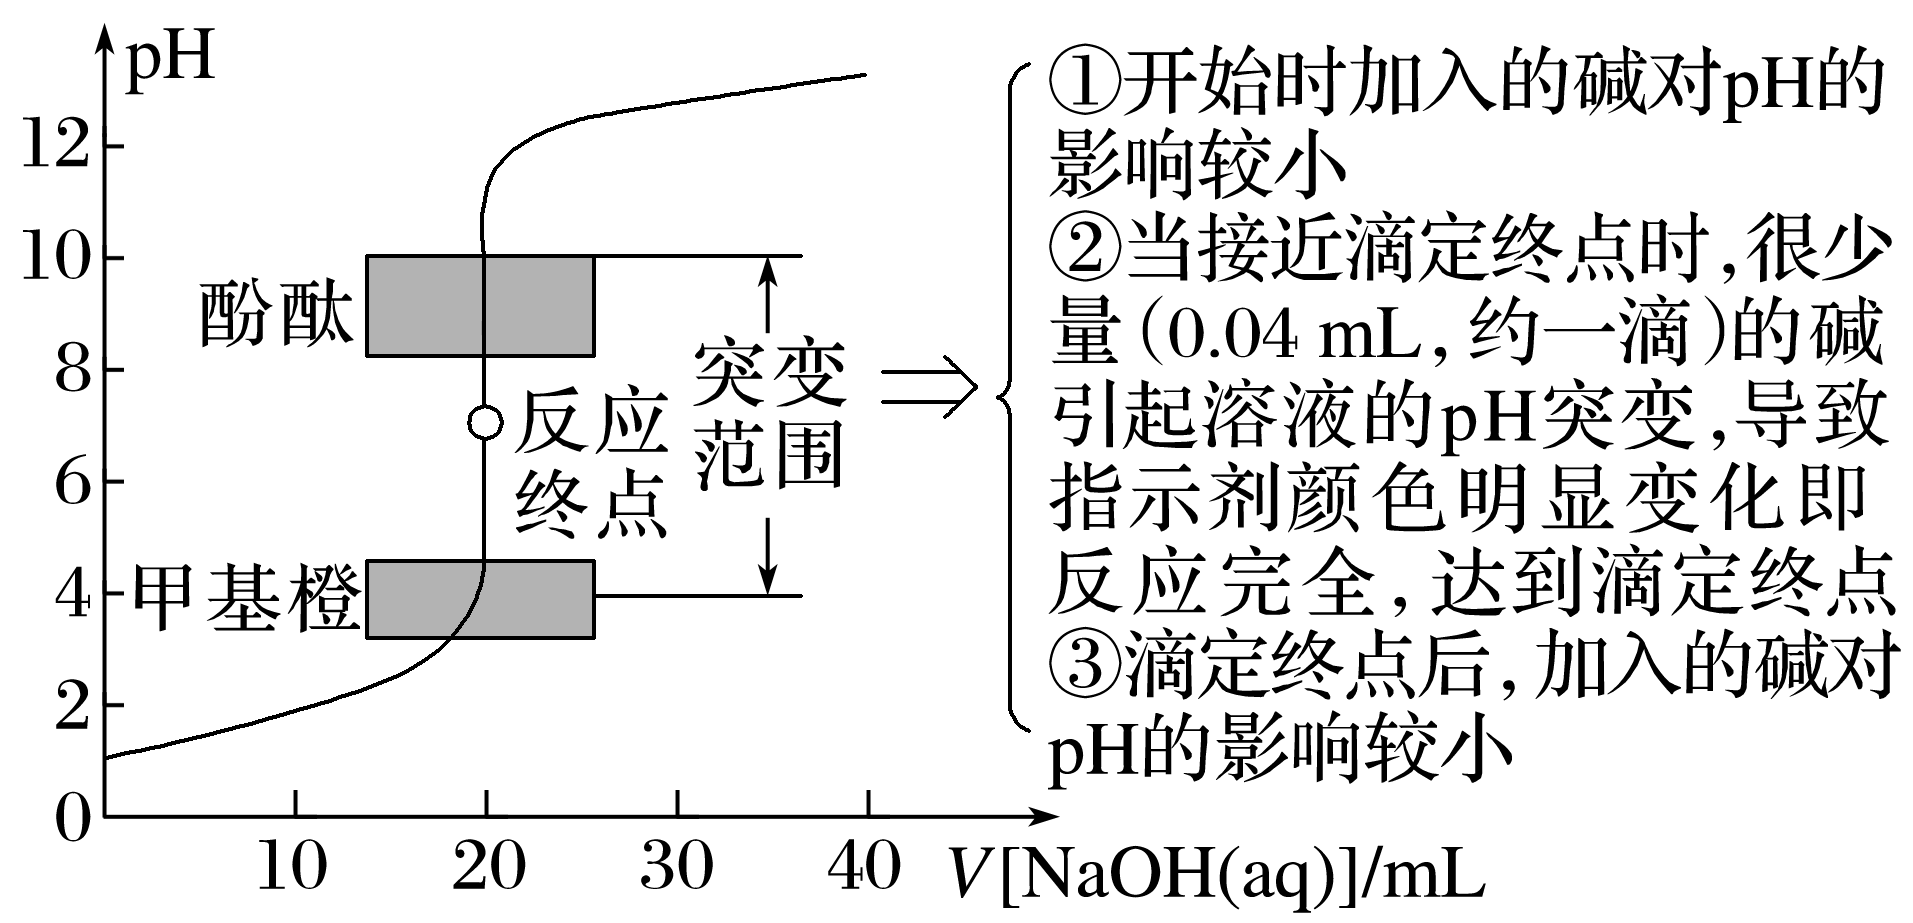 pH
12
10
8
6
4
2
0
酚酞
甲基橙
反应
终点
突变
范围
10 20 30 40 V[NaOH(aq)]/mL
①开始时加入的碱对pH的
影响较小
②当接近滴定终点时,很少
量(0.04 mL,约一滴)的碱
引起溶液的pH突变,导致
指示剂颜色明显变化即
反应完全,达到滴定终点
③滴定终点后,加入的碱对
pH的影响较小